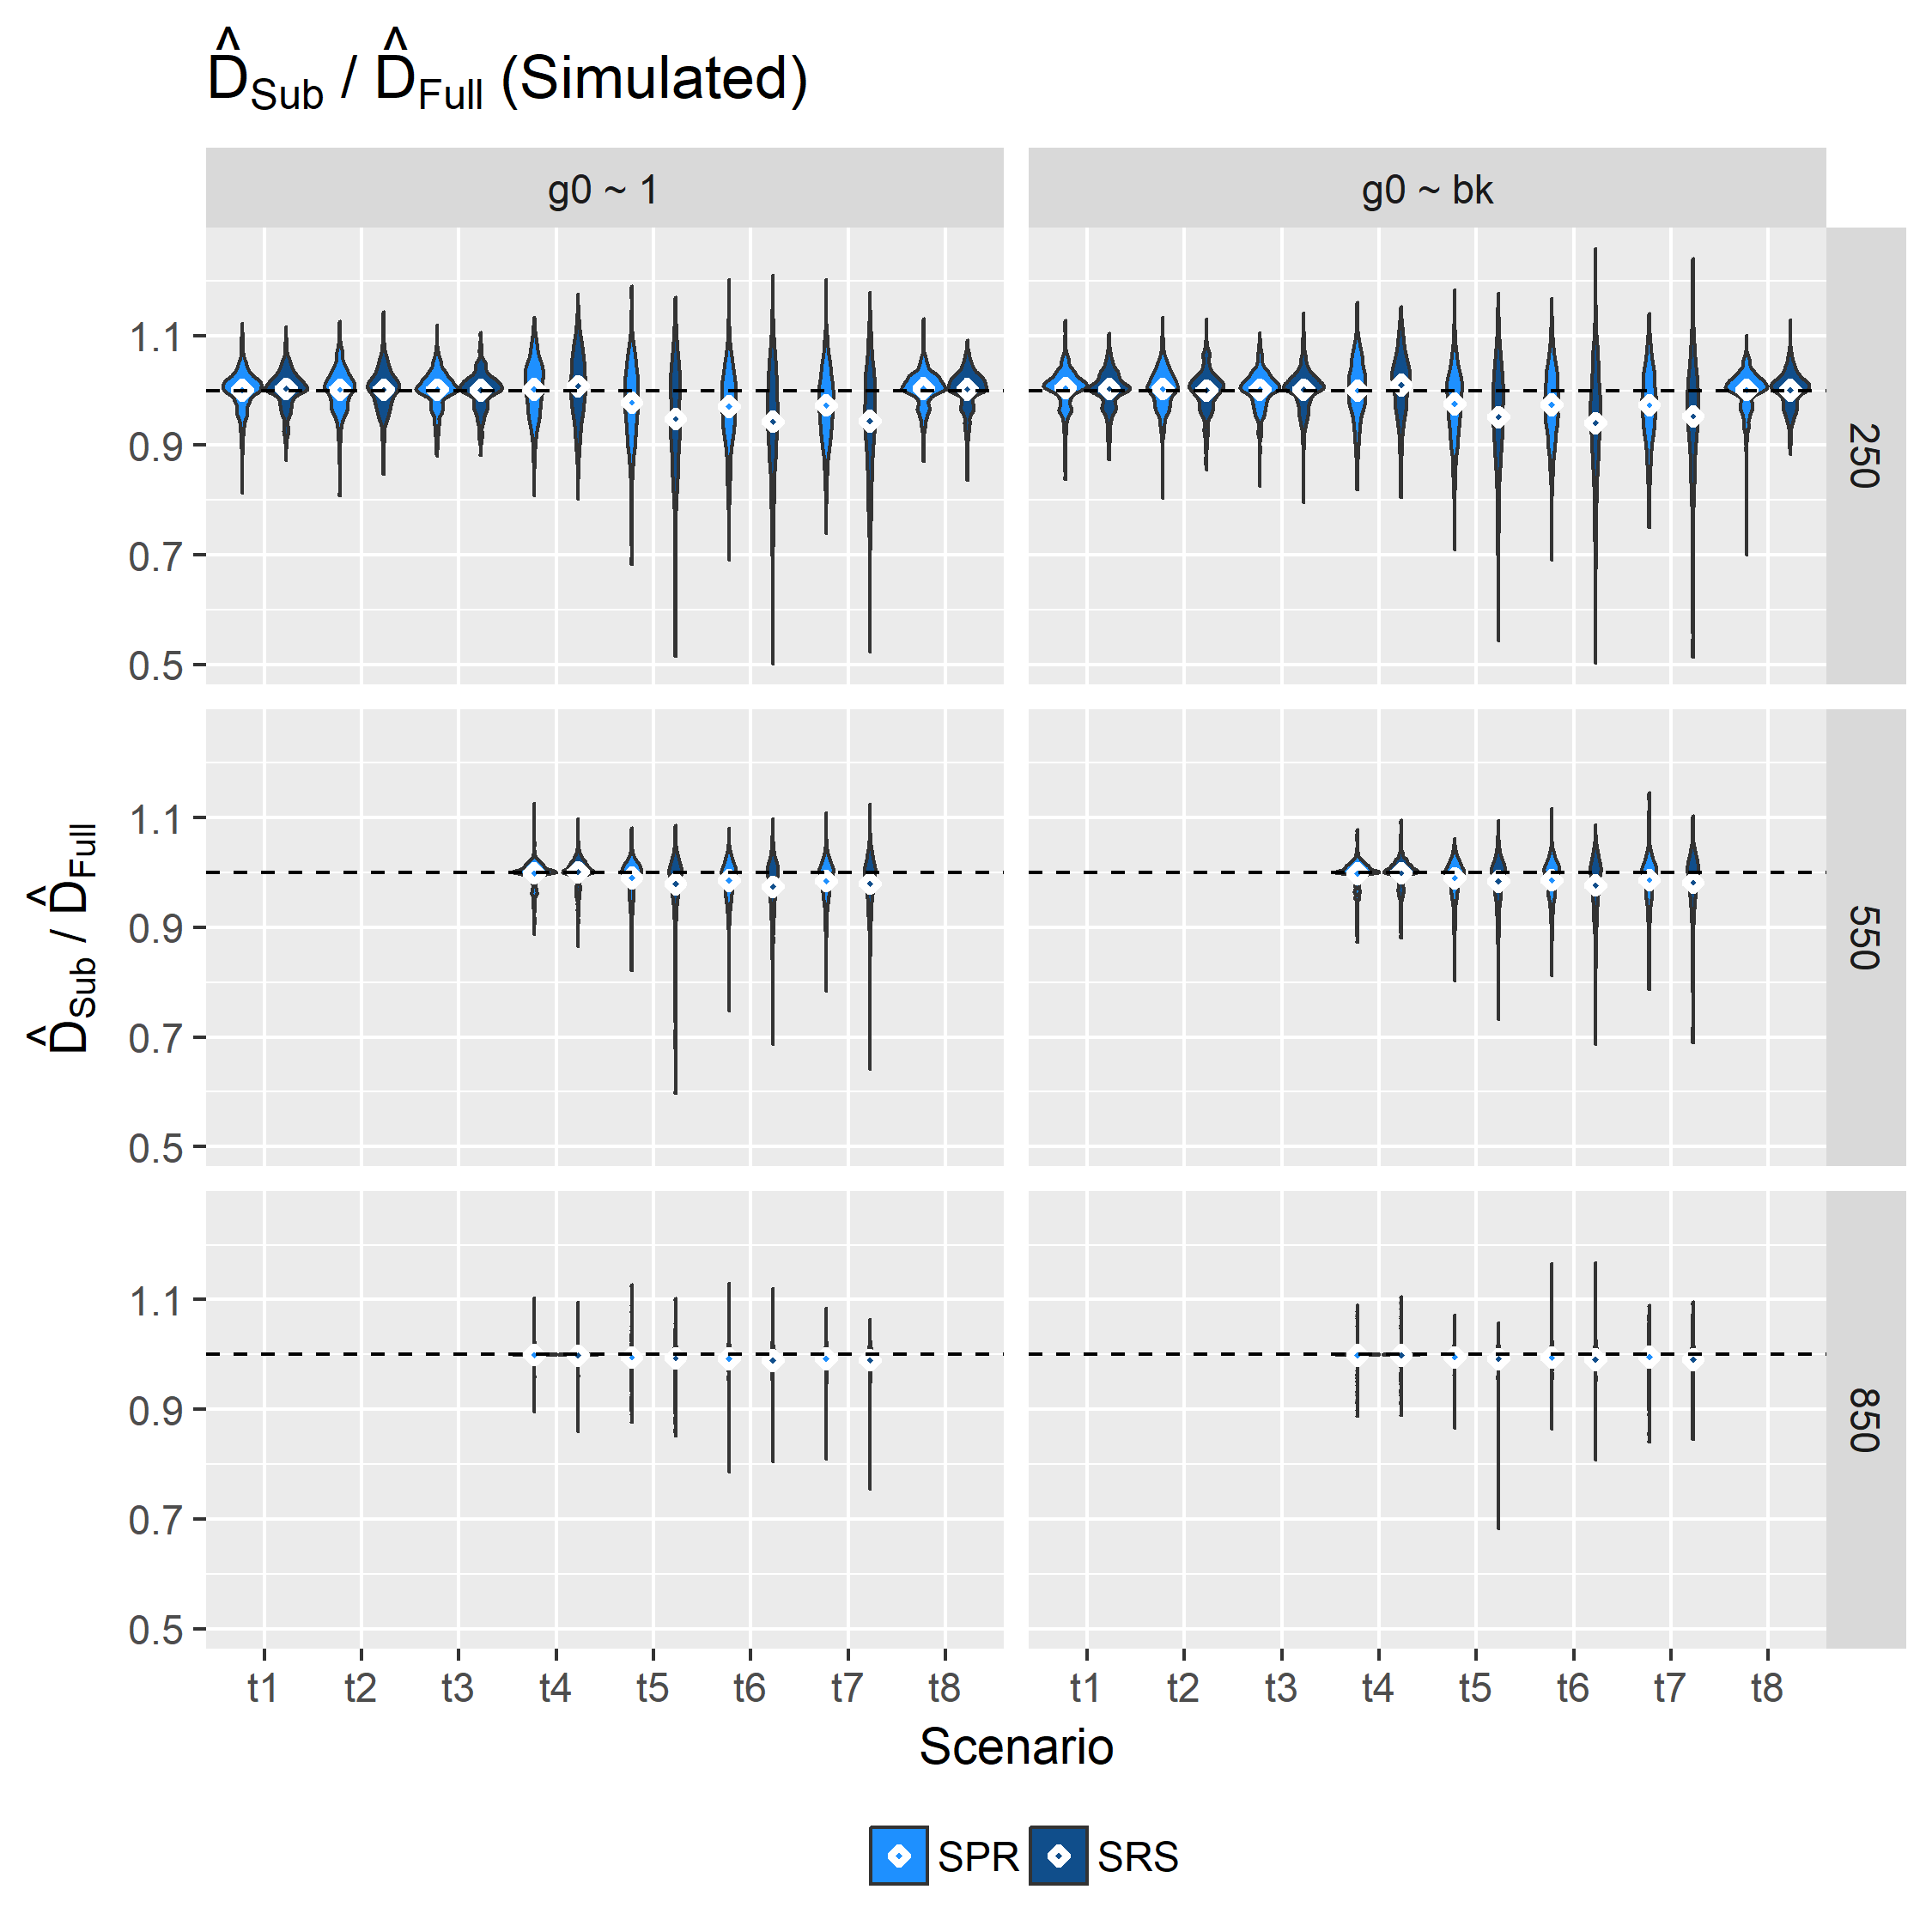 D̂Sub / D̂Full (Simulated)
g0 ~ 1
g0 ~ bk
1.1
0.9
0.7
0.5
250
1.1
0.9
0.7
0.5
550
1.1
0.9
0.7
0.5
850
D̂Sub / D̂Full
t1 t2 t3 t4 t5 t6 t7 t8
t1 t2 t3 t4 t5 t6 t7 t8
Scenario
SPR SRS